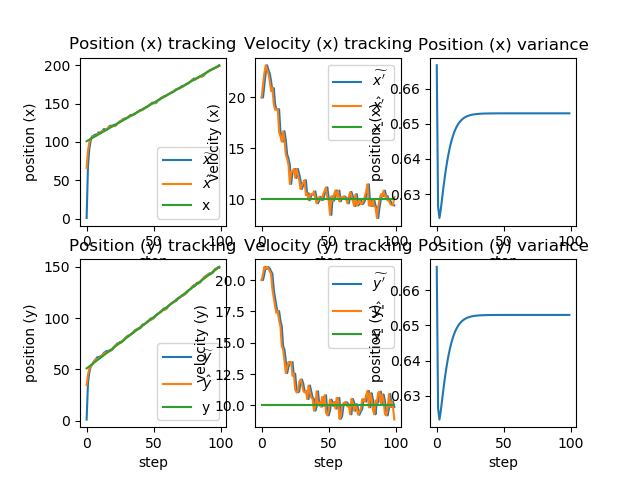 Position (x) tracking
Velocity (x) tracking
Position (x) variance
position (x)
200
150
100
50
0
0
50
100
x
velocity (x)
20
15
10
0
50
100
x'
position (x)
0.66
0.65
0.64
0.63
0
50
100
Position (y) tracking
Velocity (y) tracking
Position (y) variance
position (y)
150
100
50
0
0
50
100
step
ŷ
y
velocity (y)
20.0
17.5
15.0
12.5
10.0
0
50
100
step
y'
position (y)
0.66
0.65
0.64
0.63
0
50
100
step